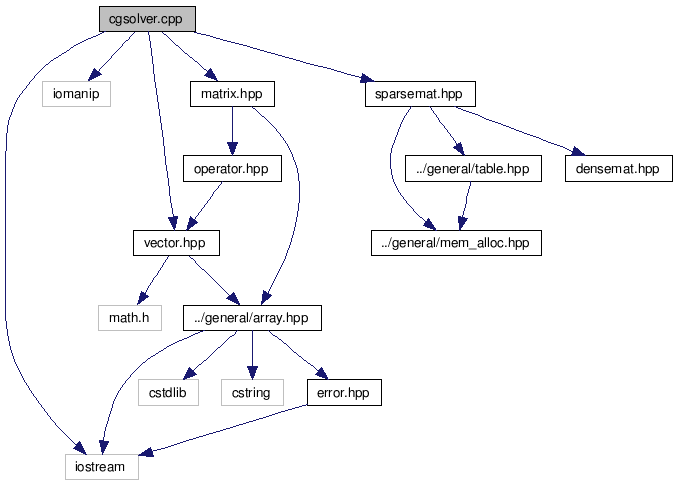 cgsolver.cpp
iomanip
matrix.hpp
sparsemat.hpp
operator.hpp
../general/table.hpp
densemat.hpp
vector.hpp
../general/mem_alloc.hpp
math.h
../general/array.hpp
cstdlib
cstring
error.hpp
iostream